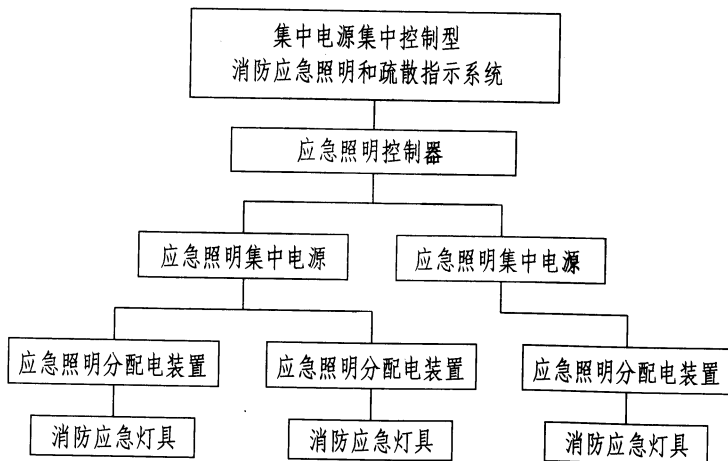 集中电源集中控制型
消防应急照明和疏散指示系统
应急照明控制器
应急照明集中电源
应急照明集中电源
应急照明分配电装置
应急照明分配电装置
应急照明分配电装置
消防应急灯具
消防应急灯具
消防应急灯具